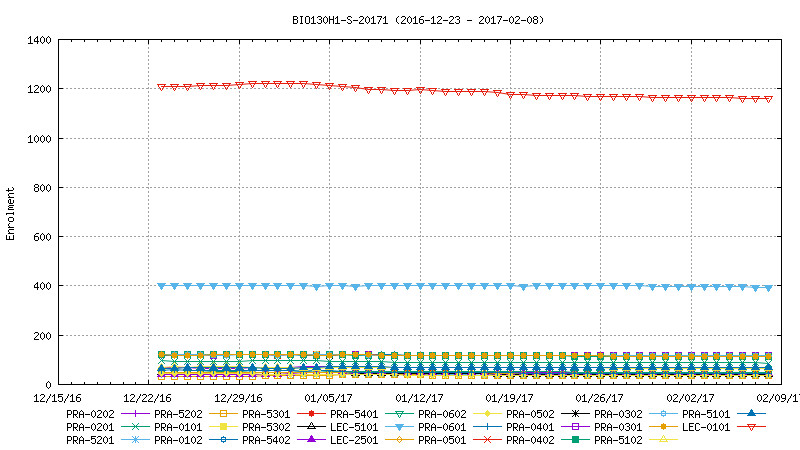 BIO130H1-S-20171 (2016-12-23 - 2017-02-08)
1400
1200
1000
800
600
400
200
0
Enrolment
12/15/16 12/22/16 12/29/16 01/05/17 01/12/17 01/19/17 01/26/17 02/02/17 02/09/17
PRA-0202 PRA-5202 PRA-5301 PRA-5401 PRA-0602 PRA-0502 PRA-0302 PRA-5101
PRA-0201 PRA-0101 PRA-5302 LEC-5101 PRA-0601 PRA-0401 PRA-0301 LEC-0101
PRA-5201 PRA-0102 PRA-5402 LEC-2501 PRA-0501 PRA-0402 PRA-5102